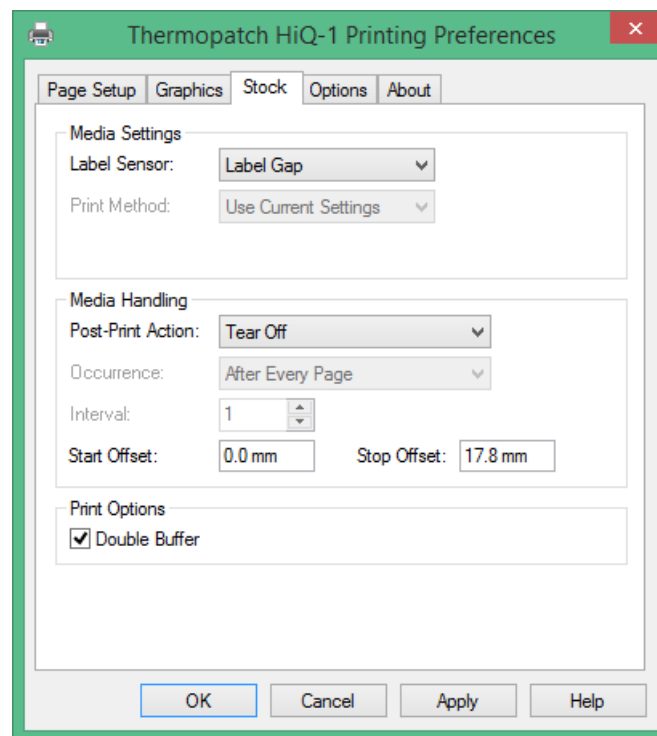 Thermopatch HiQ-1 Printing Preferences
Page Setup Graphics Stock Options About
Media Settings
Label Sensor: Label Gap
Print Method: Use Current Settings
Media Handling
Post-Print Action: Tear Off
Occurrence: After Every Page
Interval: 1
Start Offset: 0.0 mm Stop Offset: 17.8 mm
Print Options
Double Buffer
OK Cancel Apply Help